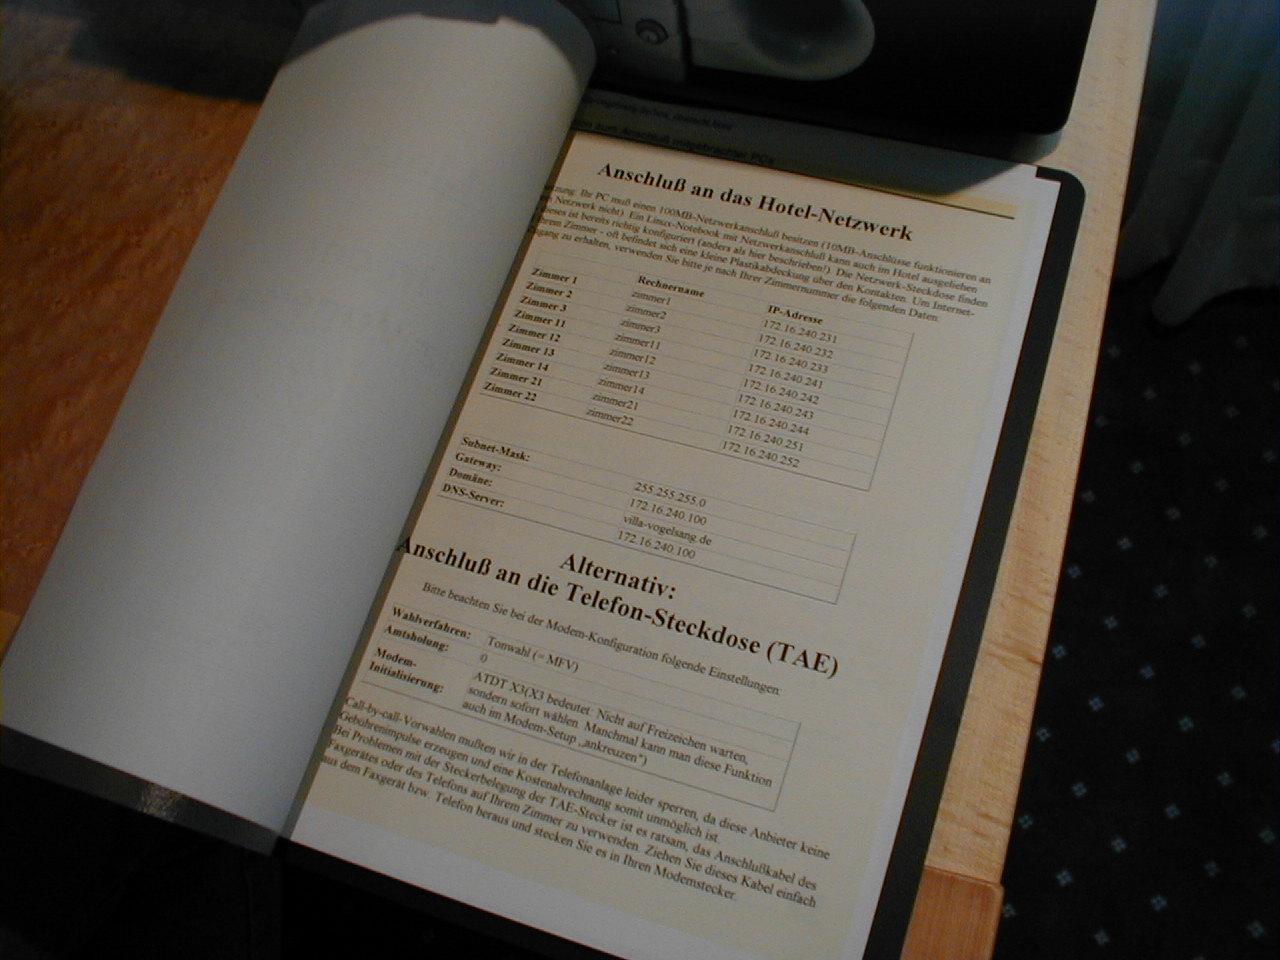 Anschluß mitgebrachter PCs
Anschluß an das Hotel-Netzwerk
Ihr PC muß einen 100MB-Netzwerkanschluß besitzen (10MB-Anschlüsse funktionieren an
Netzwerk nicht). Ein Linux-Notebook mit Netzwerkanschluß kann auch im Hotel ausgeliehen
ist bereits richtig konfiguriert (anders als hier beschrieben!). Die Netzwerk-Steckdose finden
Zimmer - oft befindet sich eine kleine Plastikabdeckung über den Kontakten. Um Internet-
zu erhalten, verwenden Sie bitte je nach Ihrer Zimmernummer die folgenden Daten:
Rechnername IP-Adresse
Zimmer 1 zimmer1 172.16.240.231
Zimmer 2 zimmer2 172.16.240.232
Zimmer 3 zimmer3 172.16.240.233
Zimmer 11 zimmer11 172.16.240.241
Zimmer 12 zimmer12 172.16.240.242
Zimmer 13 zimmer13 172.16.240.243
Zimmer 14 zimmer14 172.16.240.244
Zimmer 21 zimmer21 172.16.240.251
Zimmer 22 zimmer22 172.16.240.252
Subnet-Mask: 255.255.255.0
Gateway: 172.16.240.100
Domäne: villa-vogelsang.de
DNS-Server: 172.16.240.100
Alternativ:
Anschluß an die Telefon-Steckdose (TAE)
Bitte beachten Sie bei der Modem-Konfiguration folgende Einstellungen:
Wahlverfahren: Tonwahl (= MFV)
Amtsholung: 0
Modem- ATDT X3(X3 bedeutet: Nicht auf Freizeichen warten,
Initialisierung: sondern sofort wählen. Manchmal kann man diese Funktion
auch im Modem-Setup „ankreuzen")
Call-by-call-Vorwahlen mußten wir in der Telefonanlage leider sperren, da diese Anbieter keine
Gebührenimpulse erzeugen und eine Kostenabrechnung somit unmöglich ist.
Bei Problemen mit der Steckerbelegung der TAE-Stecker ist es ratsam, das Anschlußkabel des
Faxgerätes oder des Telefons auf Ihrem Zimmer zu verwenden. Ziehen Sie dieses Kabel einfach
aus dem Faxgerät bzw. Telefon heraus und stecken Sie es in Ihren Modemstecker.